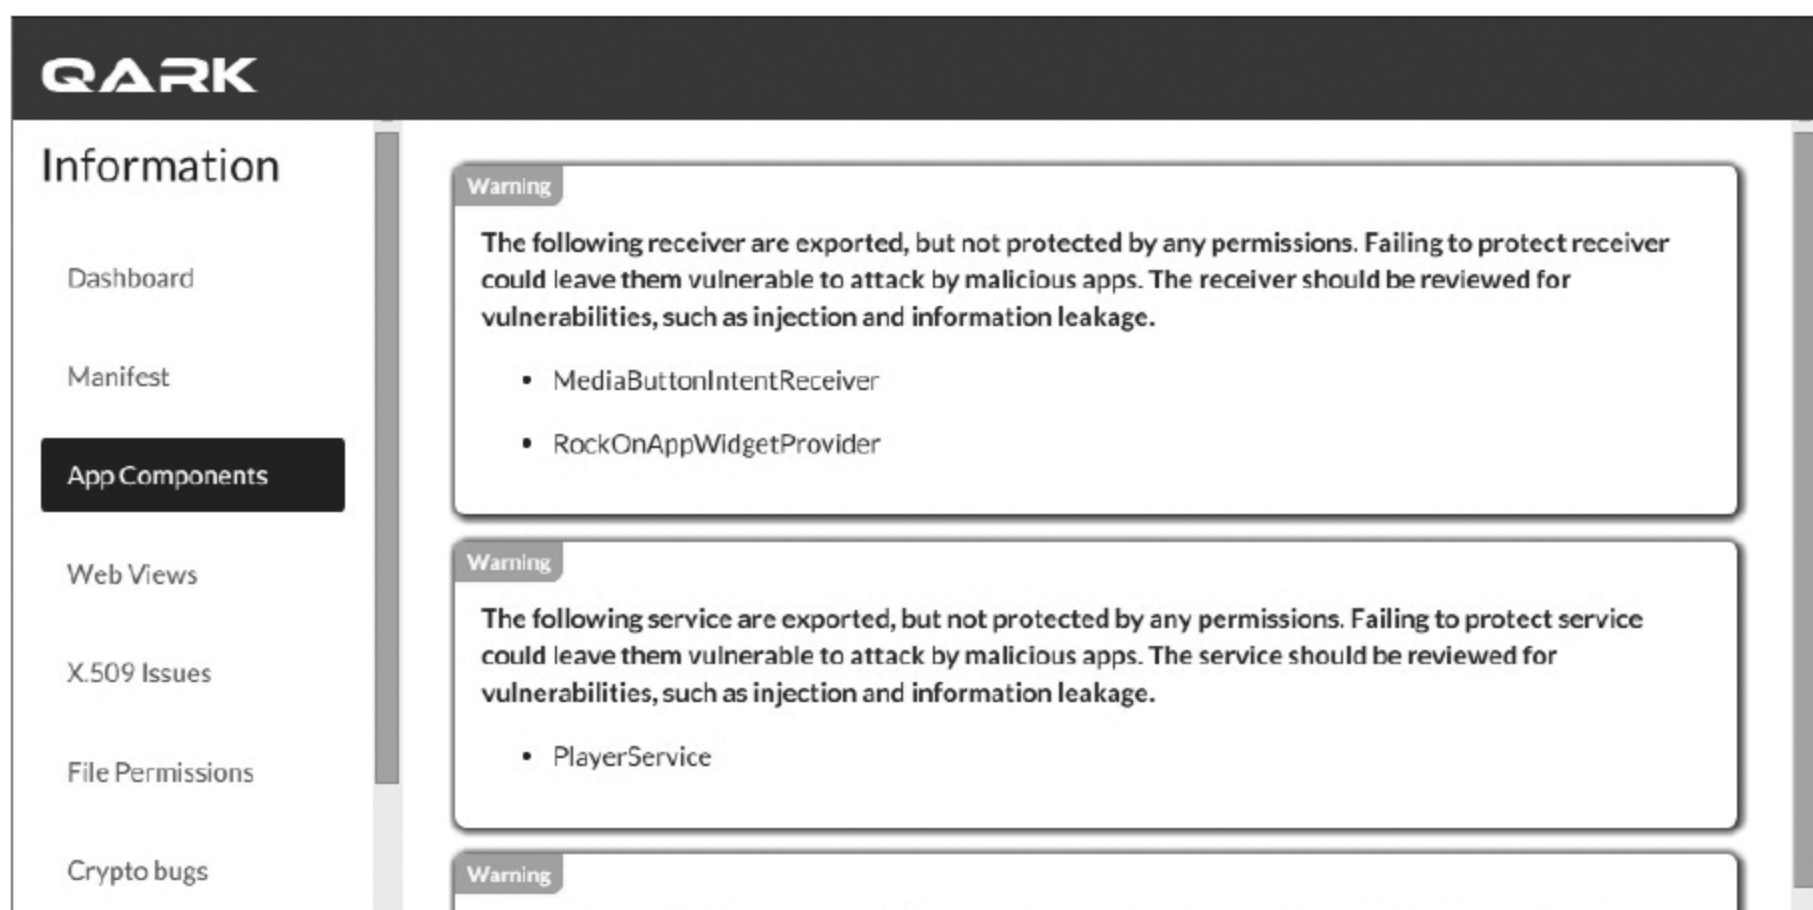 QARK
Information
Dashboard
Manifest
App Components
Web Views
X.509 Issues
File Permissions
Crypto bugs
Warning
The following receiver are exported, but not protected by any permissions. Failing to protect receiver
could leave them vulnerable to attack by malicious apps. The receiver should be reviewed for
vulnerabilities, such as injection and information leakage.
• MediaButtonIntentReceiver
• RockOnAppWidgetProvider
Warning
The following service are exported, but not protected by any permissions. Failing to protect service
could leave them vulnerable to attack by malicious apps. The service should be reviewed for
vulnerabilities, such as injection and information leakage.
• PlayerService
Warning